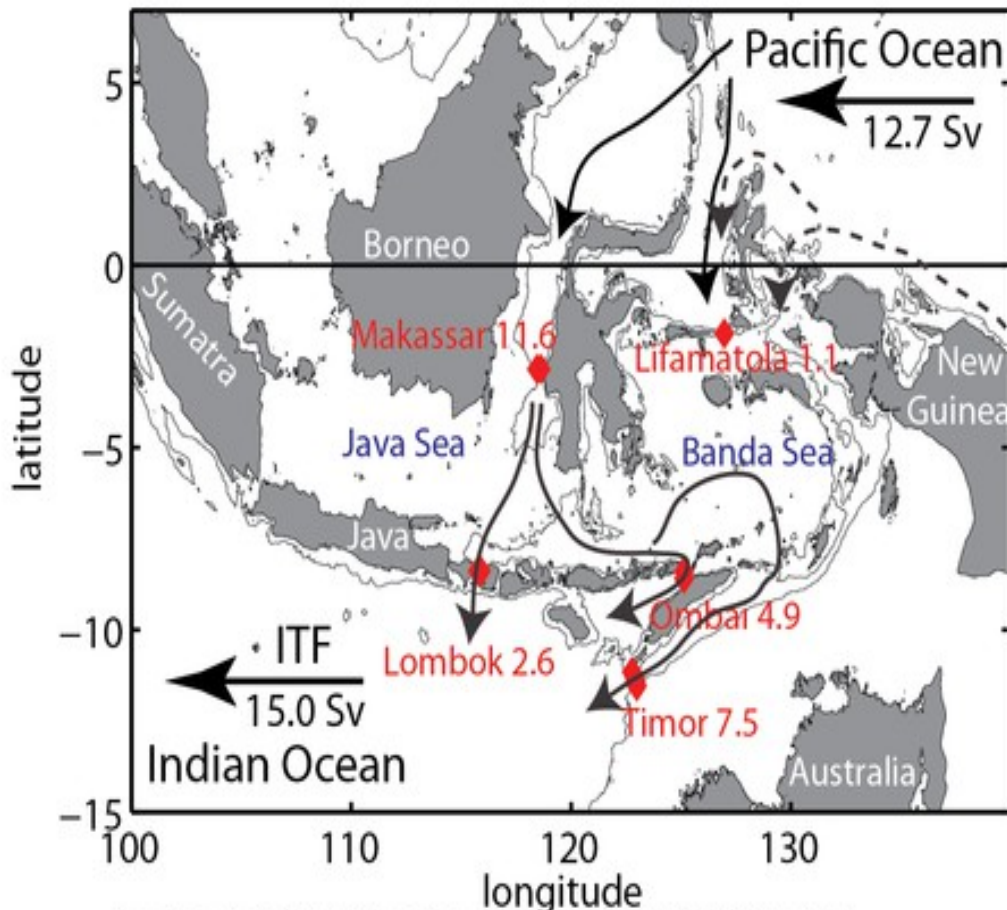 Pacific Ocean
5
12.7 Sv
Borneo
0
Sumatra
Makassar 11.6
Lifamatola 1.1
New
Guinea
Java Sea
Banda Sea
−5
latitude
Java
Ombai 4.9
−10
ITF
Lombok 2.6
15.0 Sv
Timor 7.5
Indian Ocean
Australia
−15
100
110
120
130
longitude